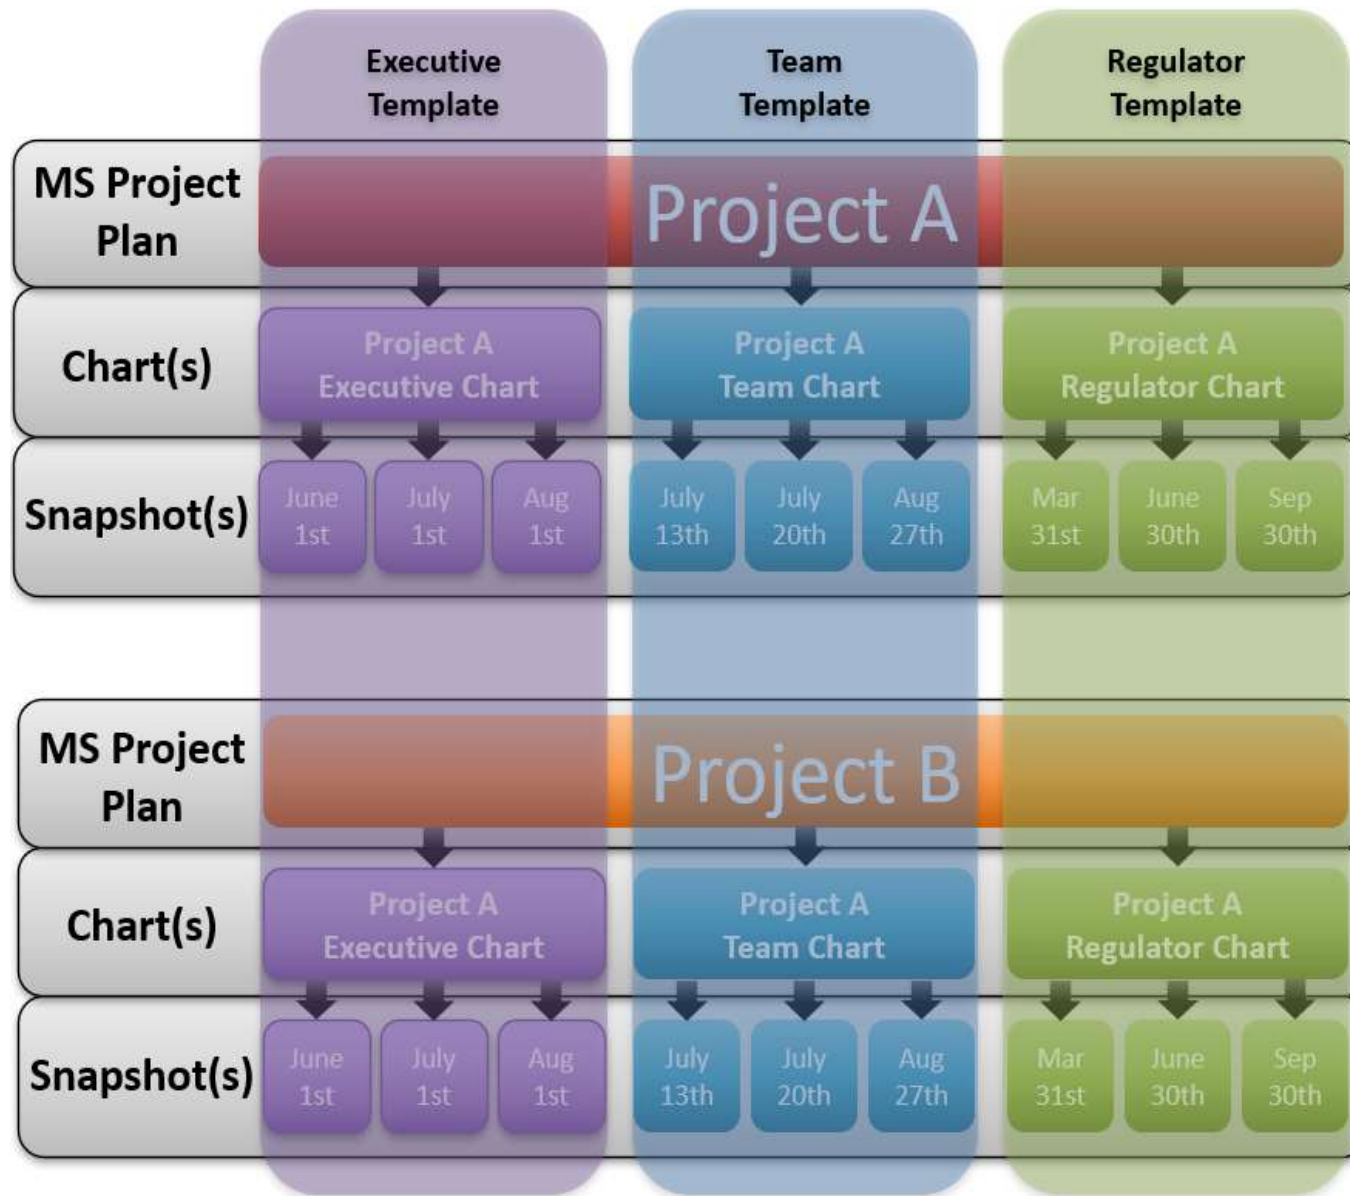 Executive
Template
Team
Template
Regulator
Template
MS Project
Plan
Project A
Chart(s)
Project A
Executive Chart
Project A
Team Chart
Project A
Regulator Chart
Snapshot(s)
June
1st
July
1st
Aug
1st
July
13th
July
20th
Aug
27th
Mar
31st
June
30th
Sep
30th
MS Project
Plan
Project B
Chart(s)
Project A
Executive Chart
Project A
Team Chart
Project A
Regulator Chart
Snapshot(s)
June
1st
July
1st
Aug
1st
July
13th
July
20th
Aug
27th
Mar
31st
June
30th
Sep
30th